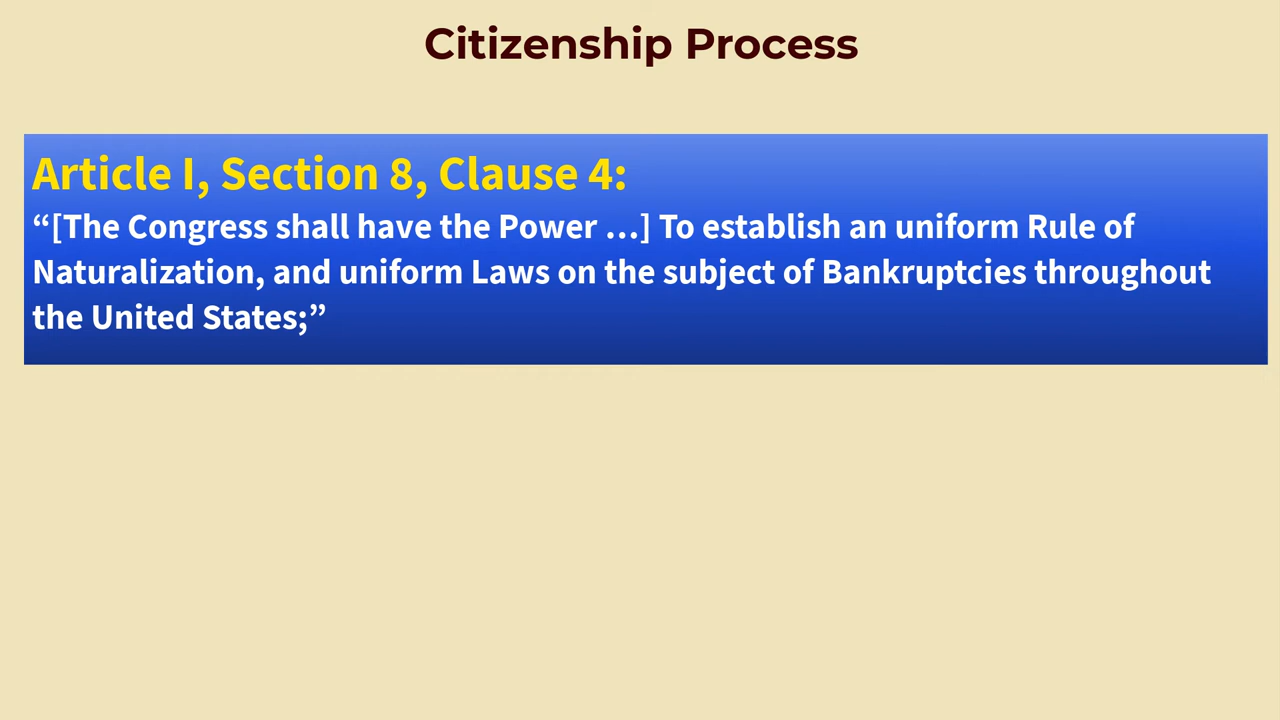 Citizenship Process
Article I, Section 8, Clause 4:
“[The Congress shall have the Power …] To establish an uniform Rule of
Naturalization, and uniform Laws on the subject of Bankruptcies throughout
the United States;”